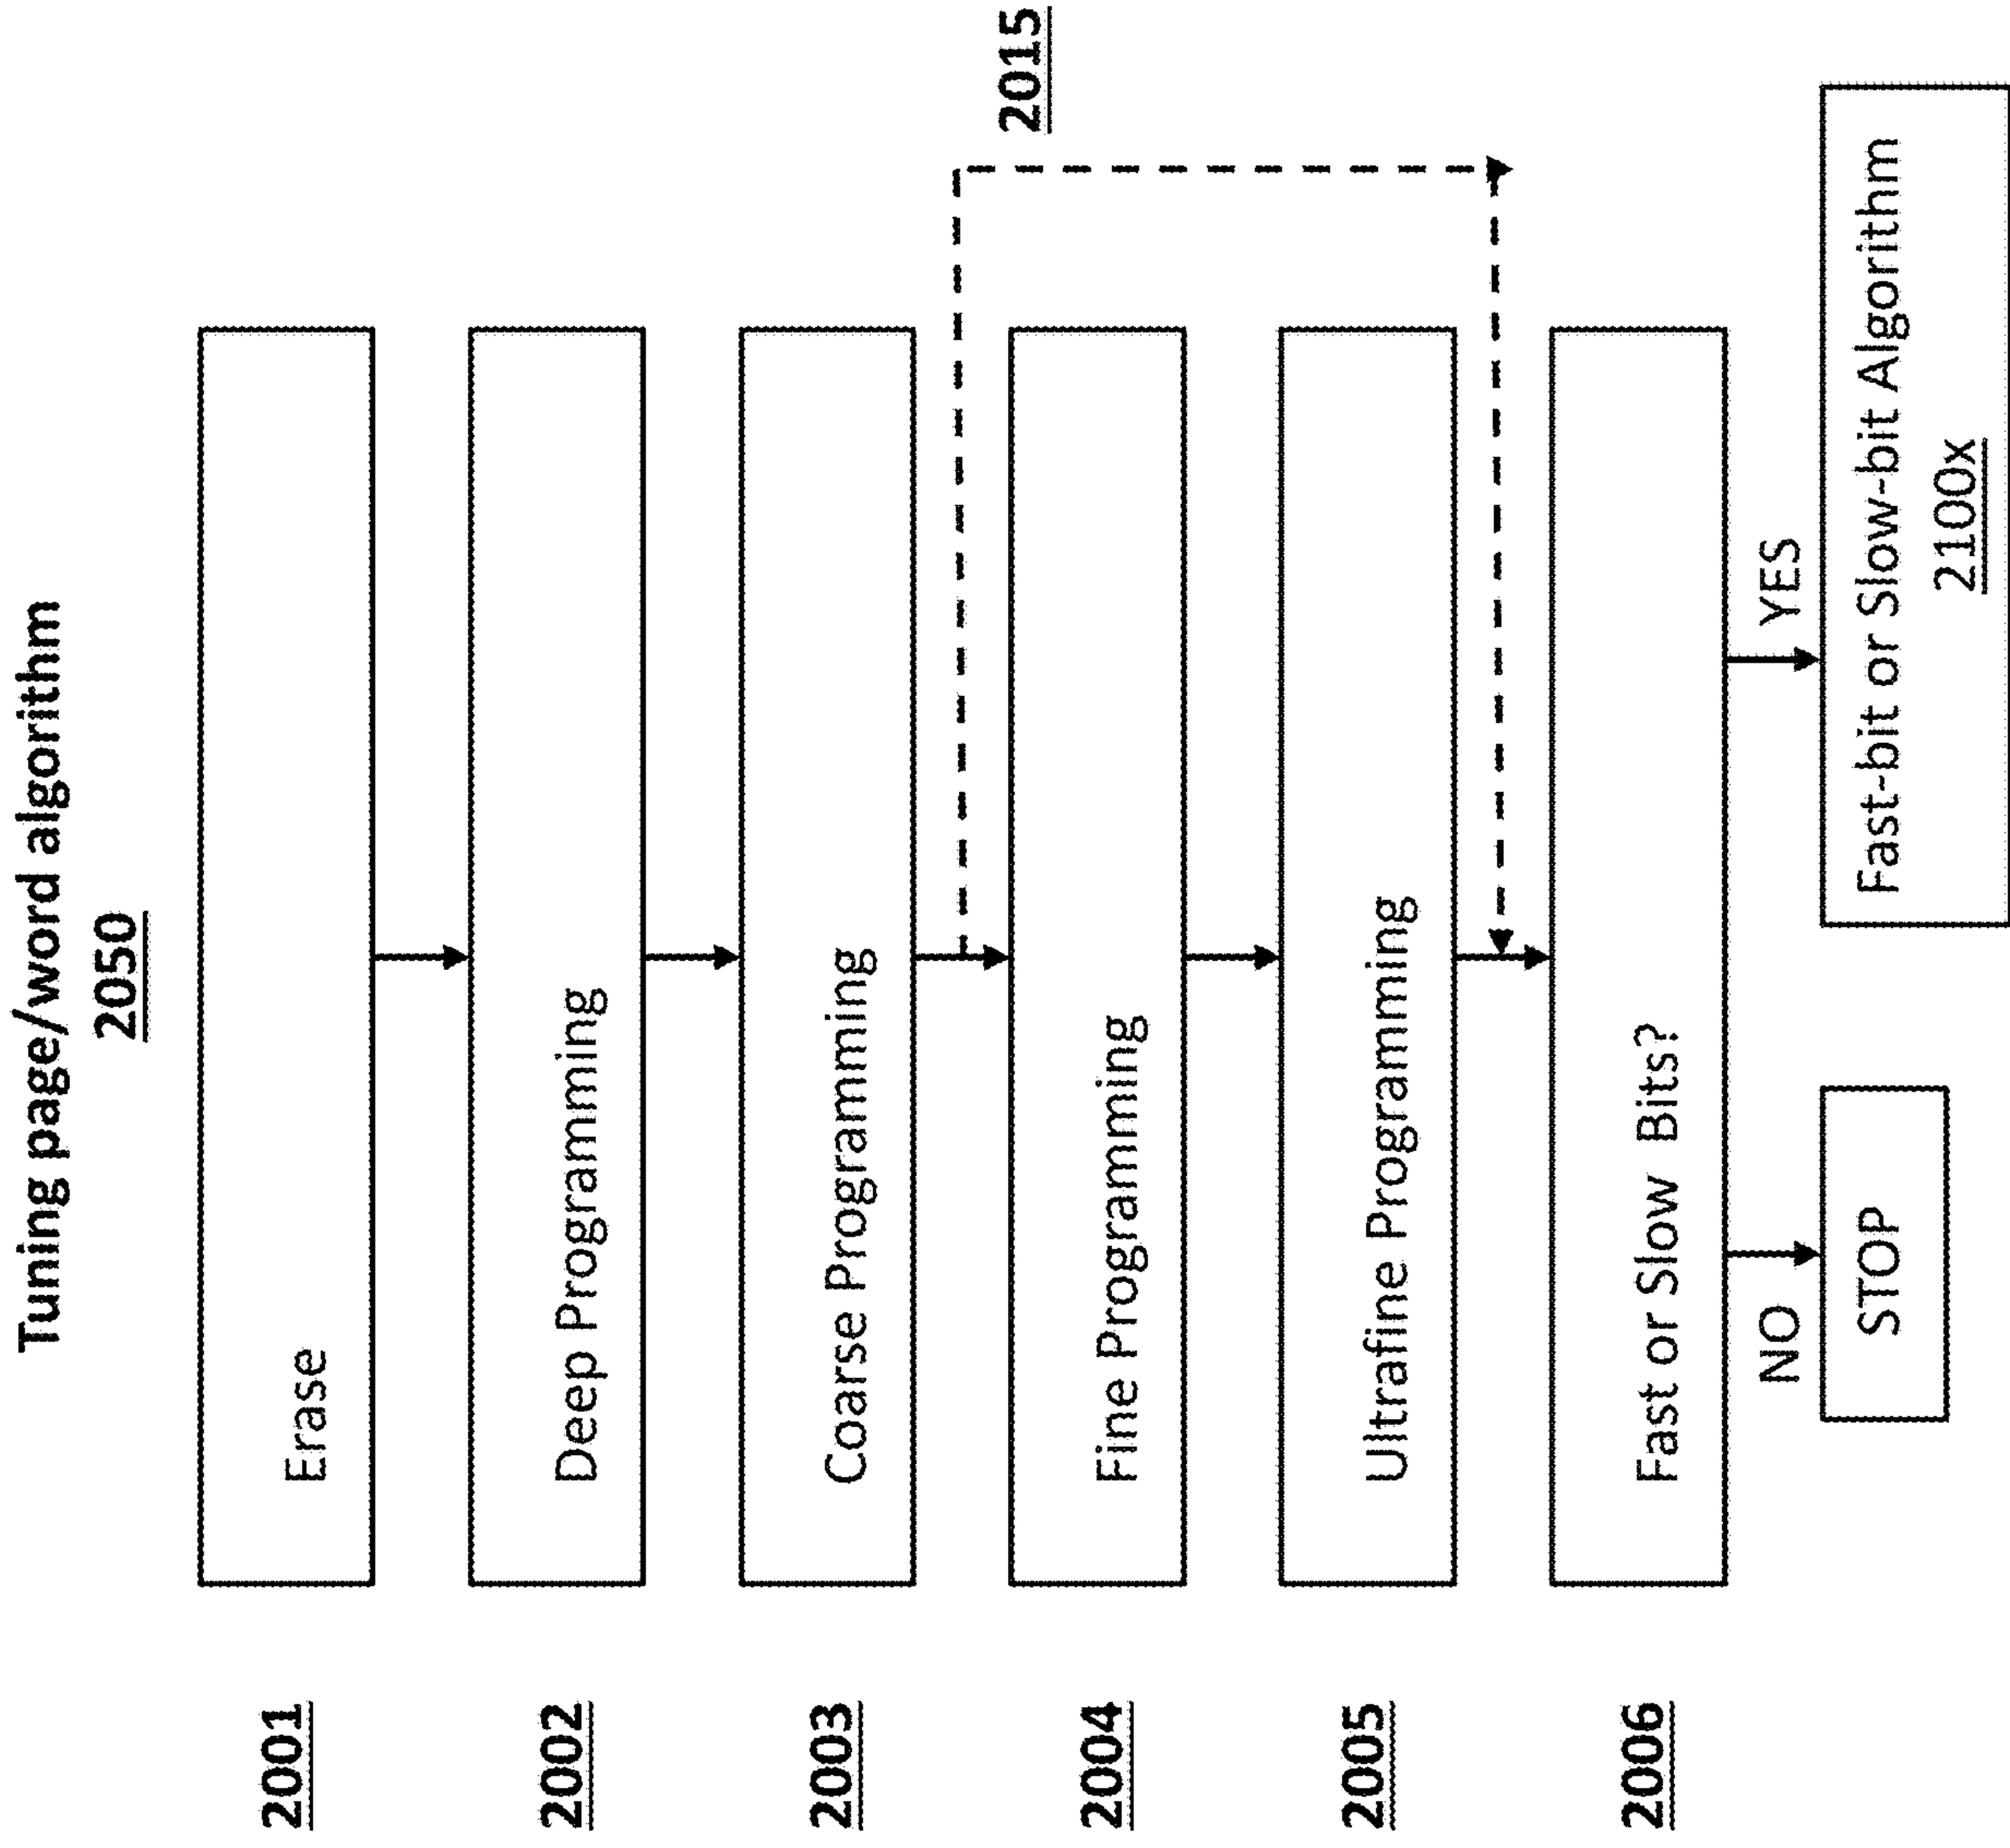 Tuning page/word algorithm
2050
2001
Erase
2002
Deep Programming
2003
Coarse Programming
2015
2004
Fine Programming
2005
Ultrafine Programming
2006
Fast or Slow Bits?
NO
YES
STOP
Fast-bit or Slow-bit Algorithm
2100x